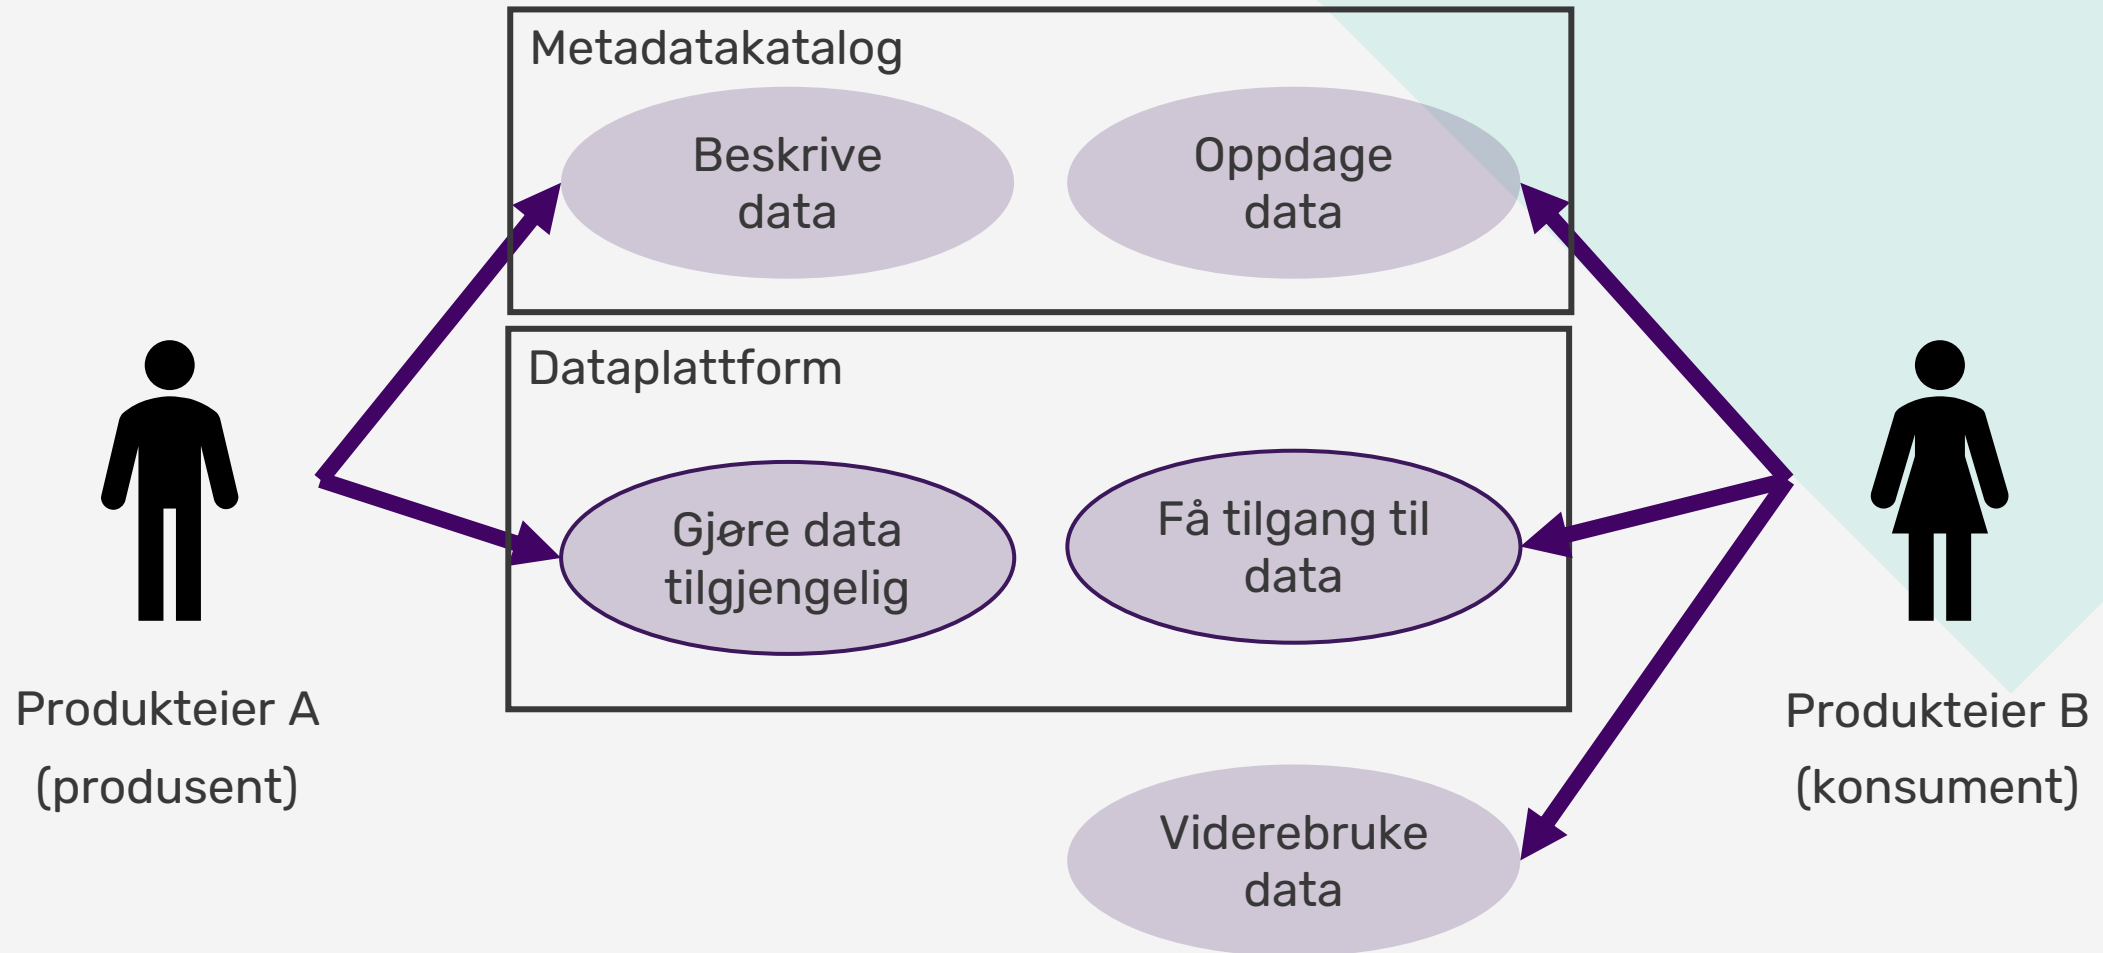 Metadatakatalog
Beskrive
data
Oppdage
data
Dataplattform
Gjøre data
tilgjengelig
Få tilgang til
data
Produkteier A
(produsent)
Produkteier B
(konsument)
Viderebruke
data